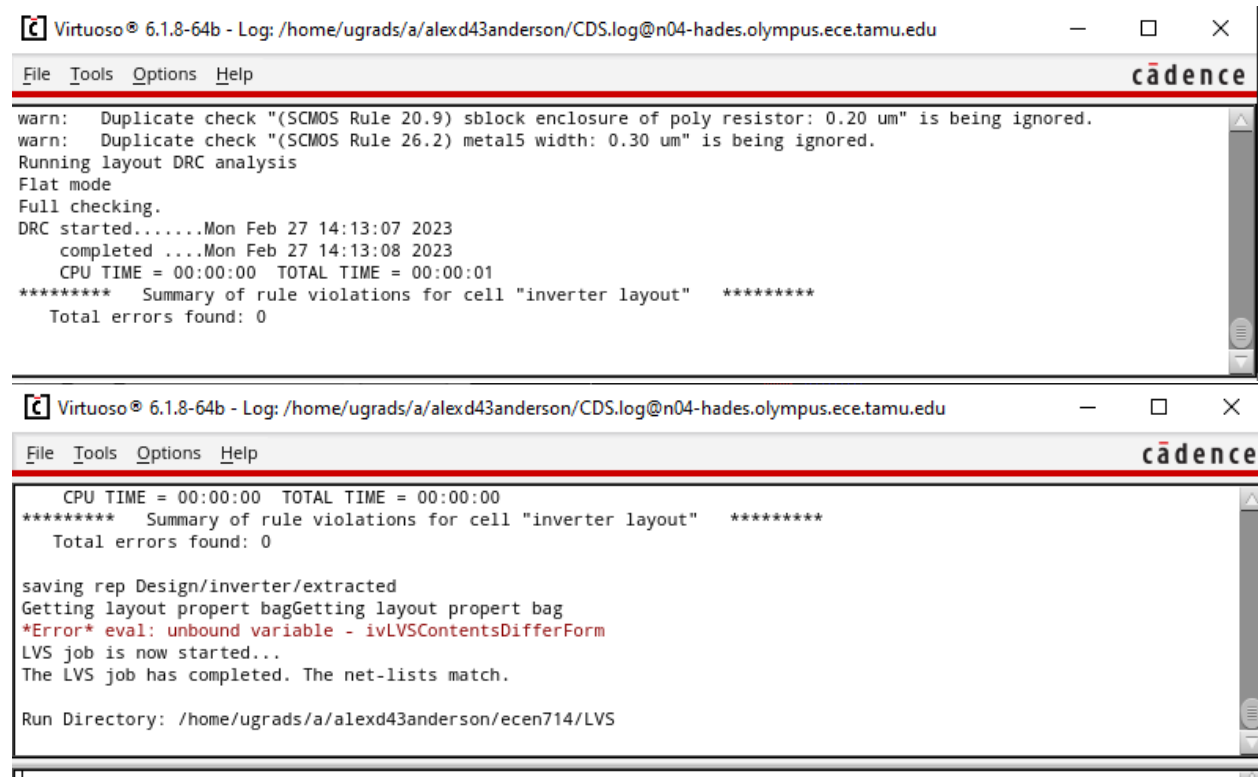 Virtuoso® 6.1.8-64b - Log: /home/ugrads/a/alexd43anderson/CDS.log@n04-hades.olympus.ece.tamu.edu
File Tools Options Help cādence
warn: Duplicate check "(SCMOS Rule 20.9) sblock enclosure of poly resistor: 0.20 um" is being ignored.
warn: Duplicate check "(SCMOS Rule 26.2) metal5 width: 0.30 um" is being ignored.
Running layout DRC analysis
Flat mode
Full checking.
DRC started.......Mon Feb 27 14:13:07 2023
completed ....Mon Feb 27 14:13:08 2023
CPU TIME = 00:00:00 TOTAL TIME = 00:00:01
********* Summary of rule violations for cell "inverter layout" *********
Total errors found: 0
Virtuoso® 6.1.8-64b - Log: /home/ugrads/a/alexd43anderson/CDS.log@n04-hades.olympus.ece.tamu.edu
File Tools Options Help cādence
CPU TIME = 00:00:00 TOTAL TIME = 00:00:00
********* Summary of rule violations for cell "inverter layout" *********
Total errors found: 0
saving rep Design/inverter/extracted
Getting layout propert bagGetting layout propert bag
*Error* eval: unbound variable - ivLVSContentsDifferForm
LVS job is now started...
The LVS job has completed. The net-lists match.
Run Directory: /home/ugrads/a/alexd43anderson/ecen714/LVS